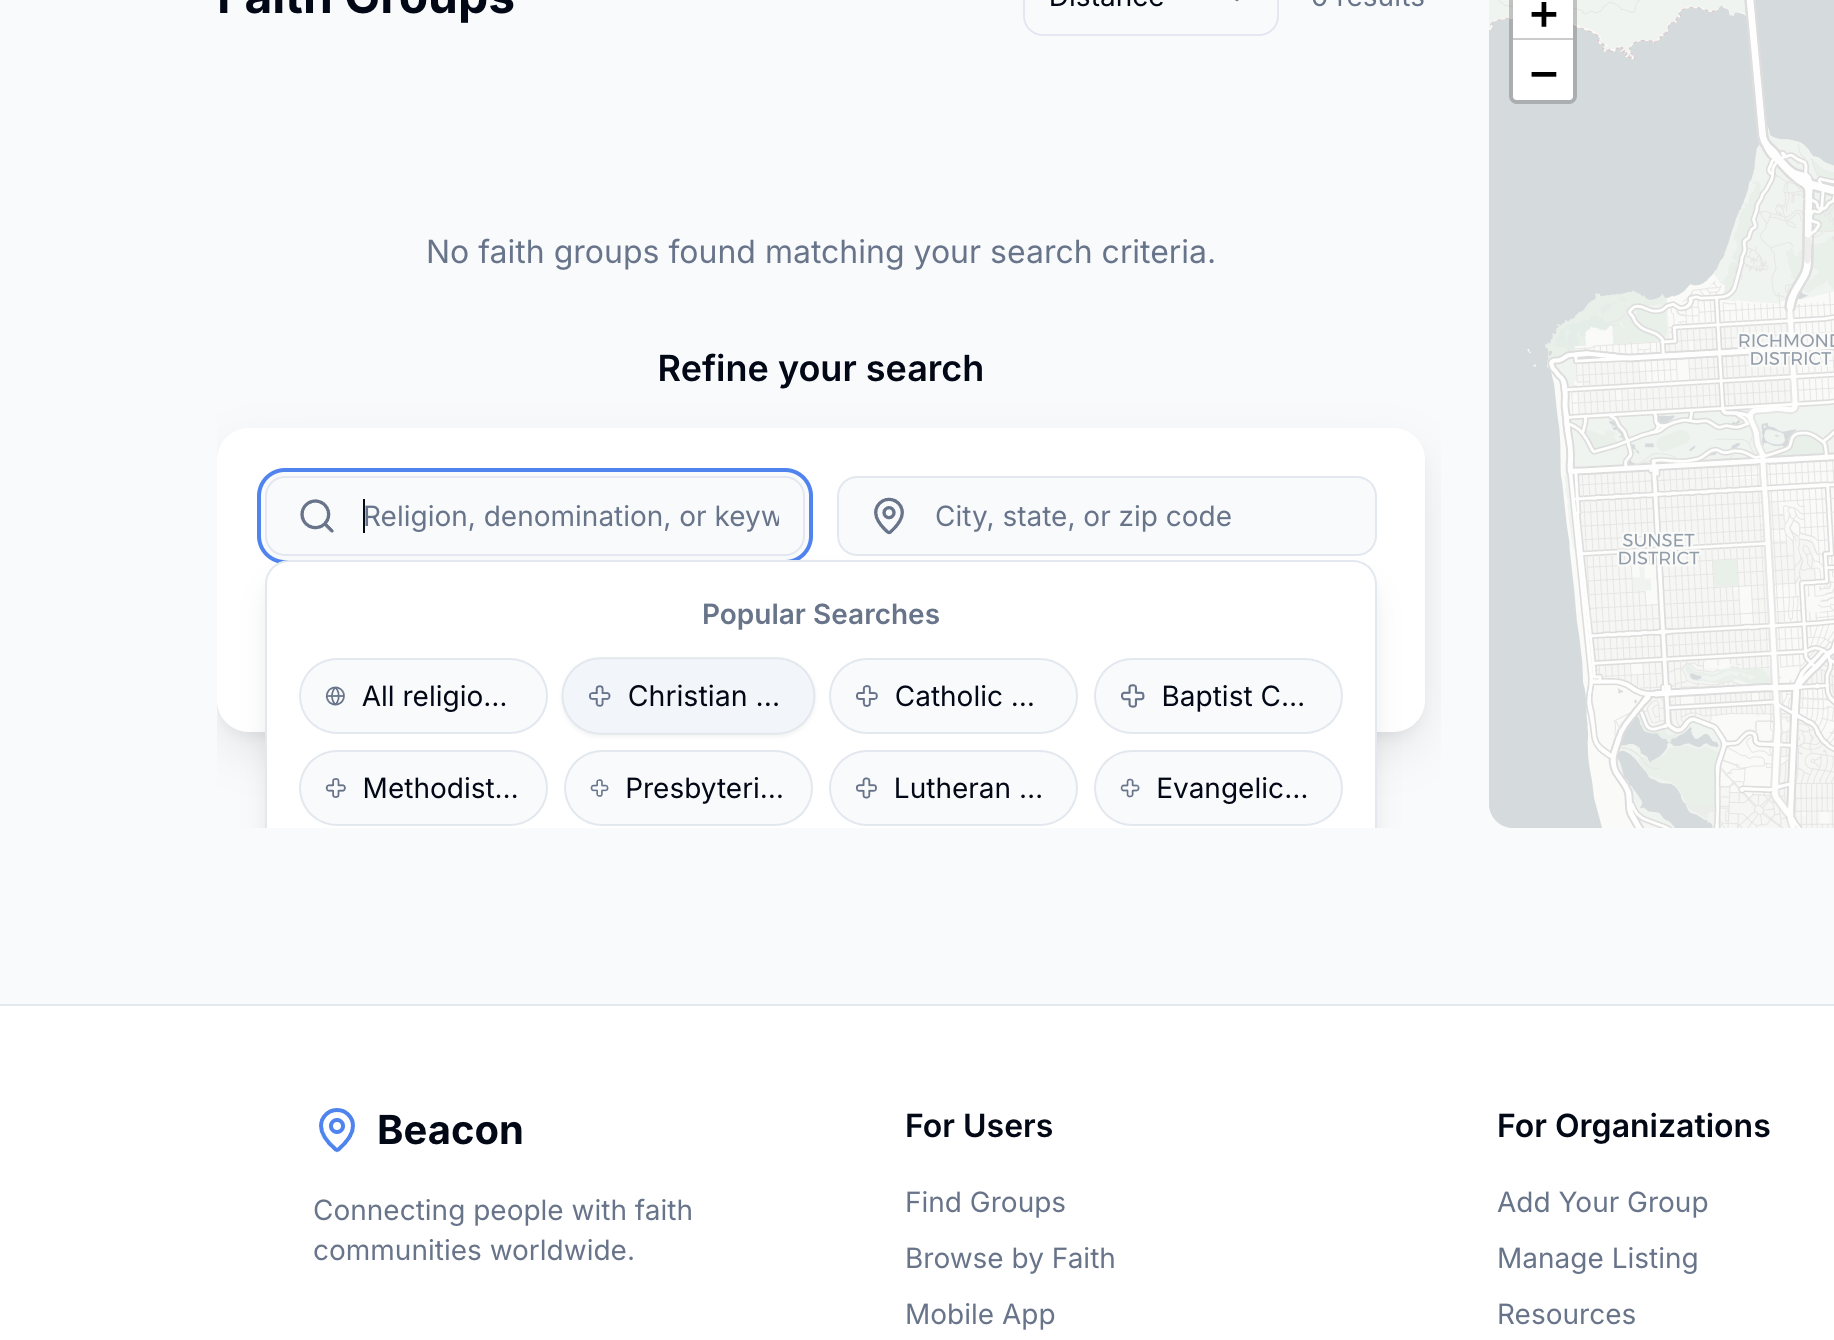 Faith Groups
Distance
0 results
No faith groups found matching your search criteria.
Refine your search
Religion, denomination, or keyw
City, state, or zip code
Popular Searches
All religio...
Christian ...
Catholic ...
Baptist C...
Methodist...
Presbyteri...
Lutheran ...
Evangelic...
+
−
RICHMOND
DISTRICT
SUNSET
DISTRICT
Beacon
Connecting people with faith
communities worldwide.
For Users
Find Groups
Browse by Faith
Mobile App
For Organizations
Add Your Group
Manage Listing
Resources